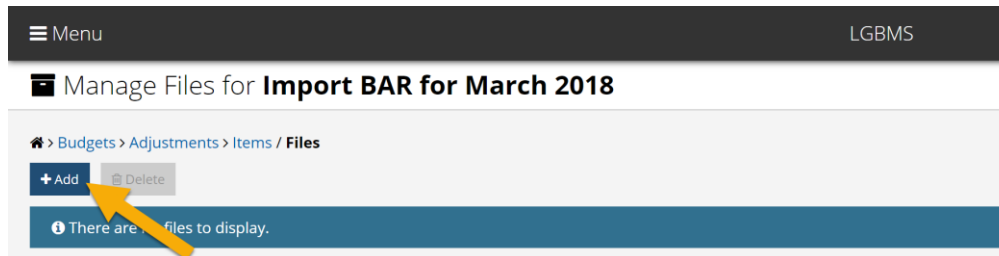 Menu LGBMS
Manage Files for Import BAR for March 2018
> Budgets > Adjustments > Items / Files
+ Add Delete
There are files to display.